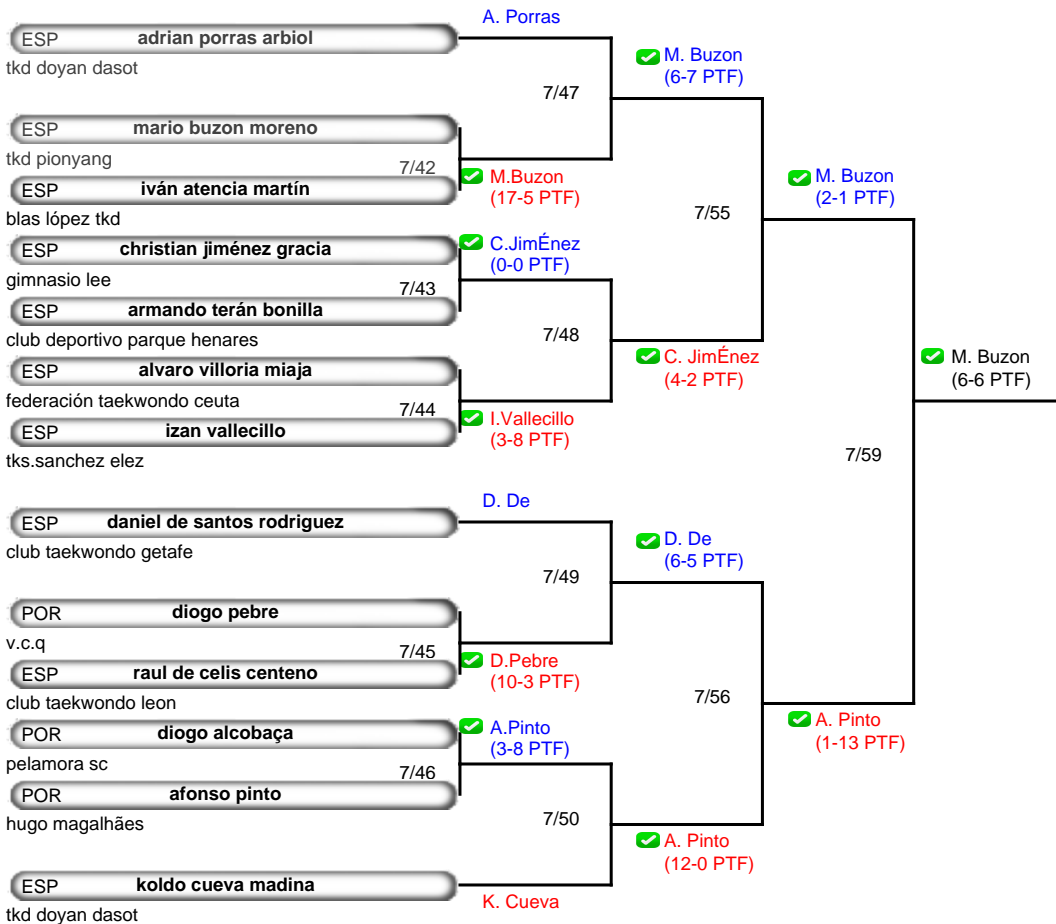 A. Porras
ESP adrian porras arbiol
tkd doyan dasot
M. Buzon
(6-7 PTF)
7/47
ESP mario buzon moreno
tkd pionyang
7/42
ESP iván atencia martín
blas lópez tkd
M.Buzon
(17-5 PTF)
M. Buzon
(2-1 PTF)
7/55
ESP christian jiménez gracia
gimnasio lee
C.JimÉnez
(0-0 PTF)
7/43
ESP armando terán bonilla
club deportivo parque henares
7/48
C. JimÉnez
(4-2 PTF)
M. Buzon
(6-6 PTF)
ESP alvaro villoria miaja
federación taekwondo ceuta
7/44
ESP izan vallecillo
tks.sanchez elez
I.Vallecillo
(3-8 PTF)
7/59
D. De
ESP daniel de santos rodriguez
club taekwondo getafe
D. De
(6-5 PTF)
7/49
POR diogo pebre
v.c.q
7/45
ESP raul de celis centeno
club taekwondo leon
D.Pebre
(10-3 PTF)
7/56
A. Pinto
(1-13 PTF)
POR diogo alcobaça
pelamora sc
A.Pinto
(3-8 PTF)
7/46
POR afonso pinto
hugo magalhães
7/50
A. Pinto
(12-0 PTF)
ESP koldo cueva madina
tkd doyan dasot
K. Cueva